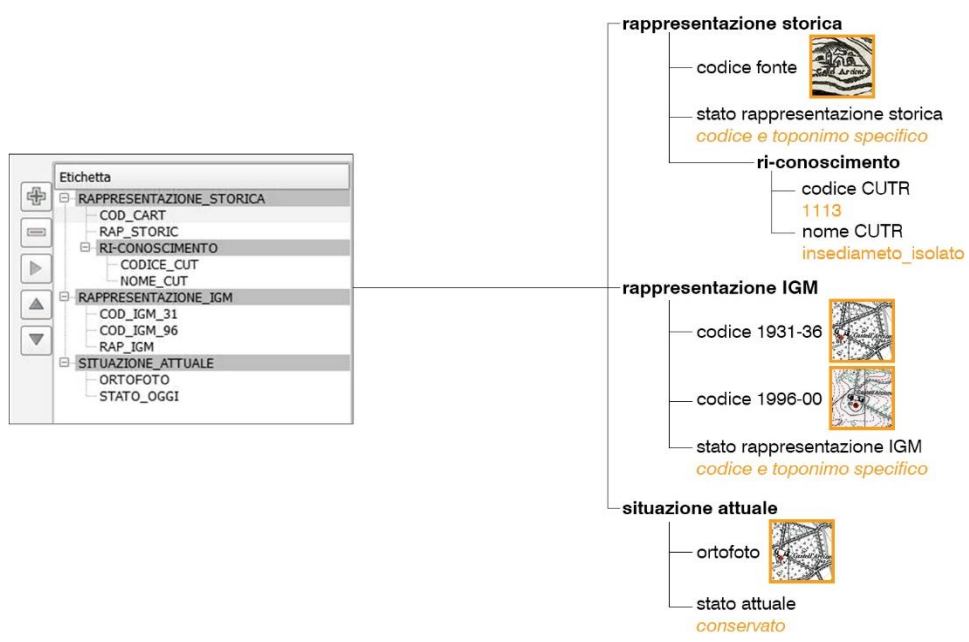 Etichetta
RAPPRESENTAZIONE_STORICA
COD_CART
RAP_STORIC
RI-CONOSCIMENTO
CODICE_CUT
NOME_CUT
RAPPRESENTAZIONE_IGM
COD_IGM_31
COD_IGM_96
RAP_IGM
SITUAZIONE_ATTUALE
ORTOFOTO
STATO_OGGI
rappresentazione storica
codice fonte
stato rappresentazione storica
codice e toponimo specifico
ri-conoscimento
codice CUTR
1113
nome CUTR
insediameto_isolato
rappresentazione IGM
codice 1931-36
codice 1996-00
stato rappresentazione IGM
codice e toponimo specifico
situazione attuale
ortofoto
stato attuale
conservato